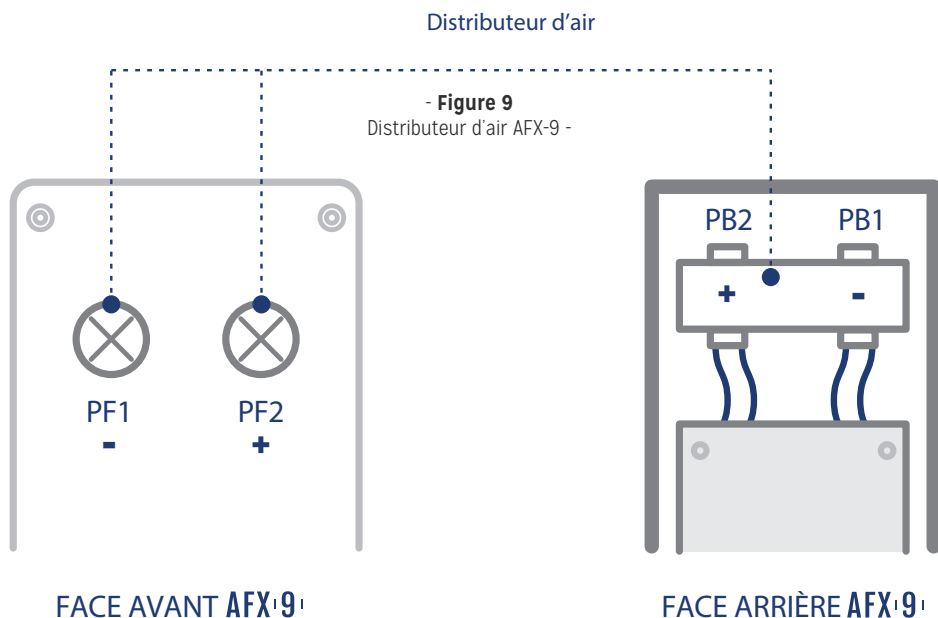 Distributeur d'air
- Figure 9
Distributeur d'air AFX-9 -
PF1
-
PF2
+
FACE AVANT AFX 9
PB2
PB1
+
-
FACE ARRIÈRE AFX 9